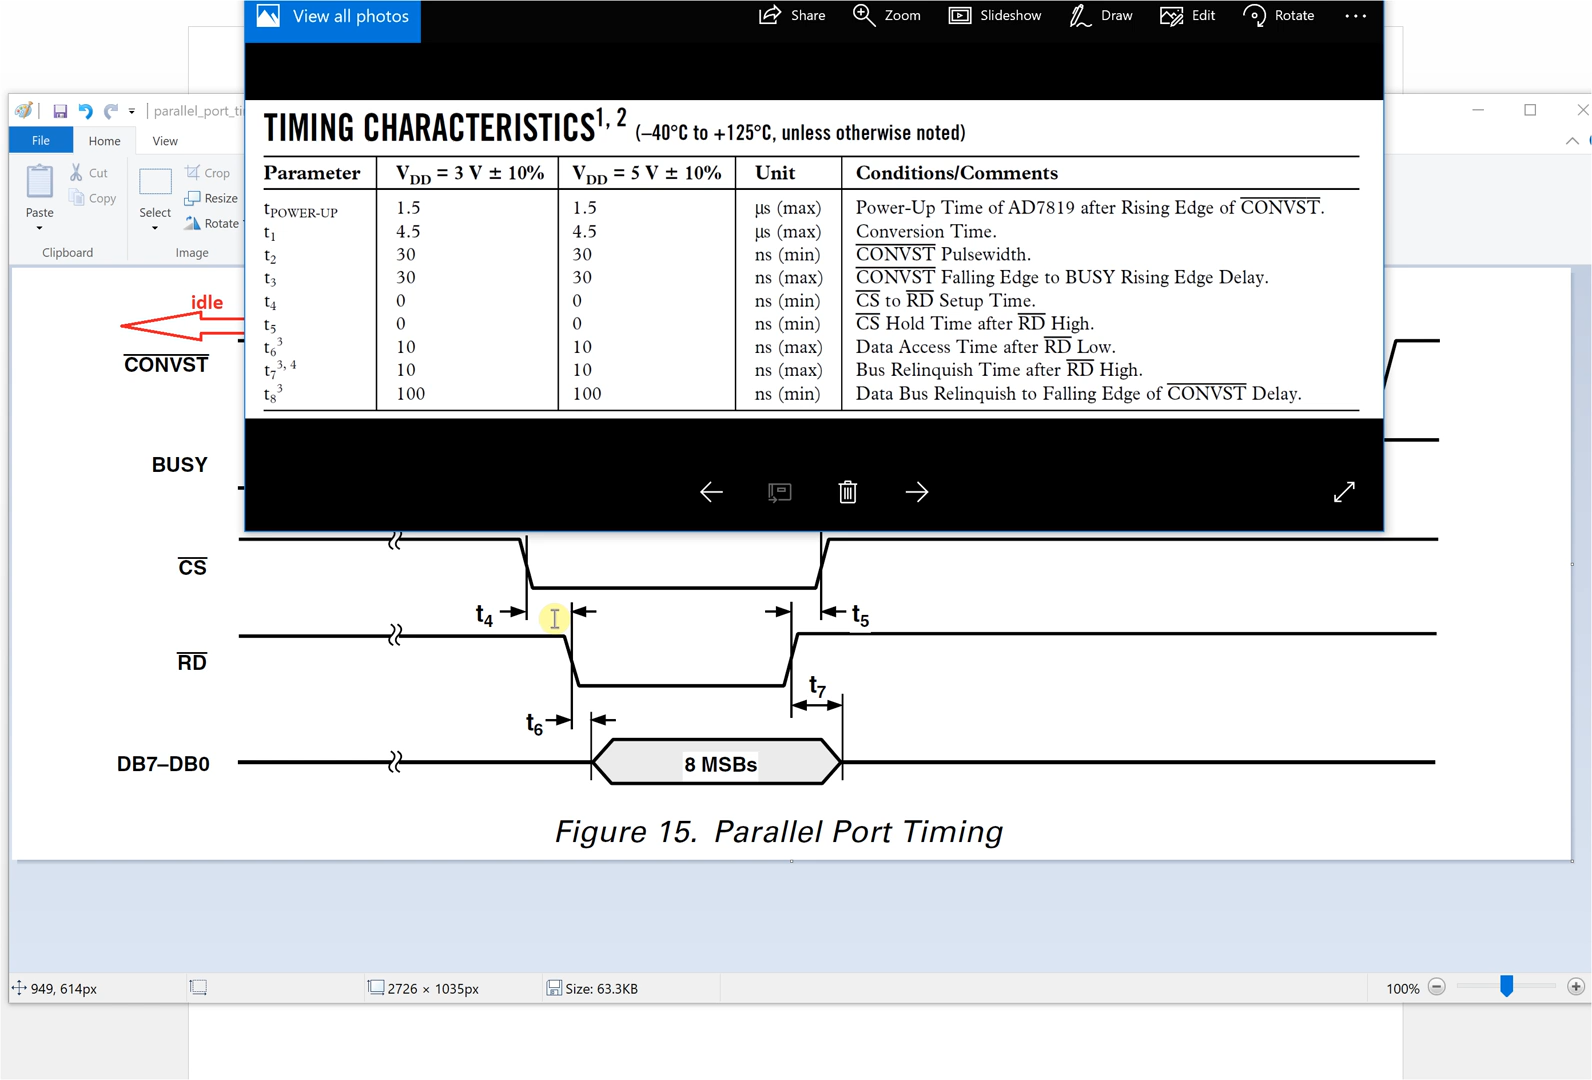 View all photos
Share Zoom Slideshow Draw Edit Rotate ...
parallel_port_ti
File Home View
Paste
Cut
Copy
Clipboard
Select
Crop
Resize
Rotate
Image
TIMING CHARACTERISTICS1, 2 (–40°C to +125°C, unless otherwise noted)
Parameter VDD = 3 V ± 10% VDD = 5 V ± 10% Unit Conditions/Comments
tPOWER-UP 1.5 1.5 μs (max) Power-Up Time of AD7819 after Rising Edge of CONVST.
t1 4.5 4.5 μs (max) Conversion Time.
t2 30 30 ns (min) CONVST Pulsewidth.
t3 30 30 ns (max) CONVST Falling Edge to BUSY Rising Edge Delay.
t4 0 0 ns (min) CS to RD Setup Time.
t5 0 0 ns (min) CS Hold Time after RD High.
t6 3 10 10 ns (max) Data Access Time after RD Low.
t7 3, 4 10 10 ns (max) Bus Relinquish Time after RD High.
t8 3 100 100 ns (min) Data Bus Relinquish to Falling Edge of CONVST Delay.
idle
CONVST
BUSY
CS
t4 t5
RD
t7
t6
DB7–DB0 8 MSBs
Figure 15. Parallel Port Timing
949, 614px 2726 × 1035px Size: 63.3KB 100%